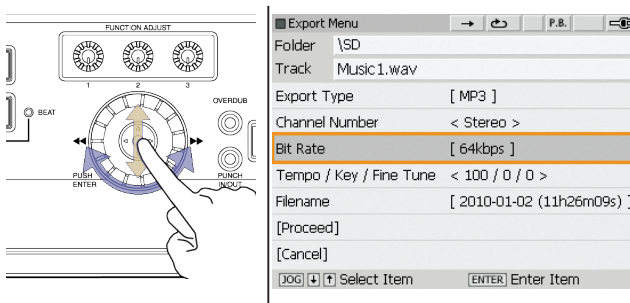 FUNCTION ADJUST
1 2 3
BEAT
OVERDUB
PUSH
ENTER
PUNCH
IN/OUT
Export Menu P.B.
Folder \SD
Track Music1.wav
Export Type [ MP3 ]
Channel Number < Stereo >
Bit Rate [ 64kbps ]
Tempo / Key / Fine Tune < 100 / 0 / 0 >
Filename [ 2010-01-02 (11h26m09s) ]
[Proceed]
[Cancel]
JOG Select Item ENTER Enter Item